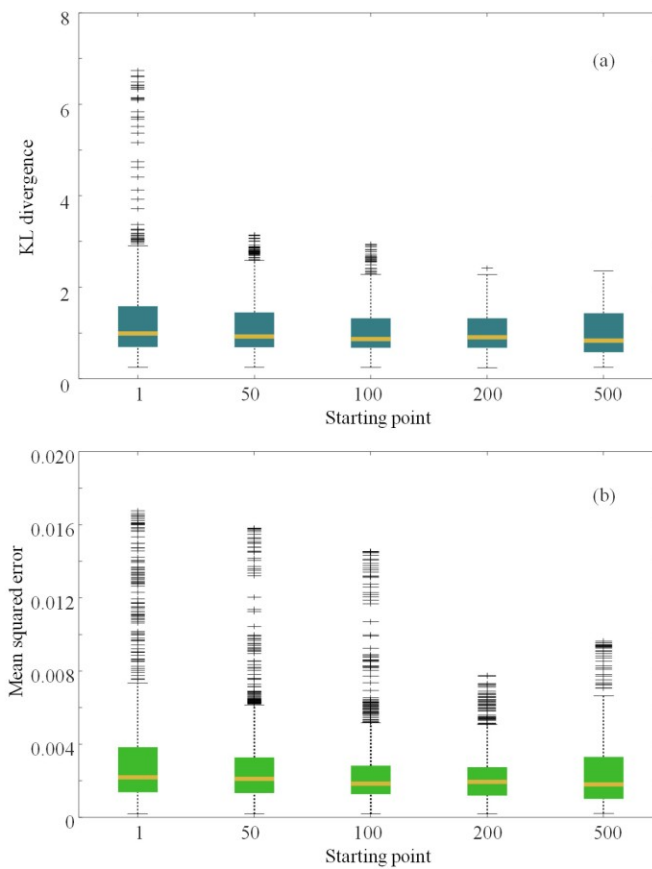 8
(a)
6
KL divergence
4
2
0
1 50 100 200 500
Starting point
0.020
(b)
0.016
0.012
Mean squared error
0.008
0.004
0
1 50 100 200 500
Starting point